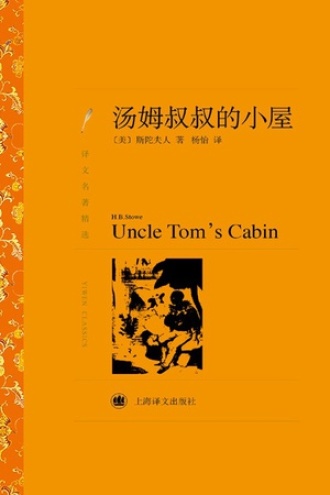 汤姆叔叔的小屋
〔美〕斯陀夫人 著 杨怡 译
译文名著精选
YIWEN CLASSICS
H.B.Stowe
Uncle Tom's Cabin
上海译文出版社